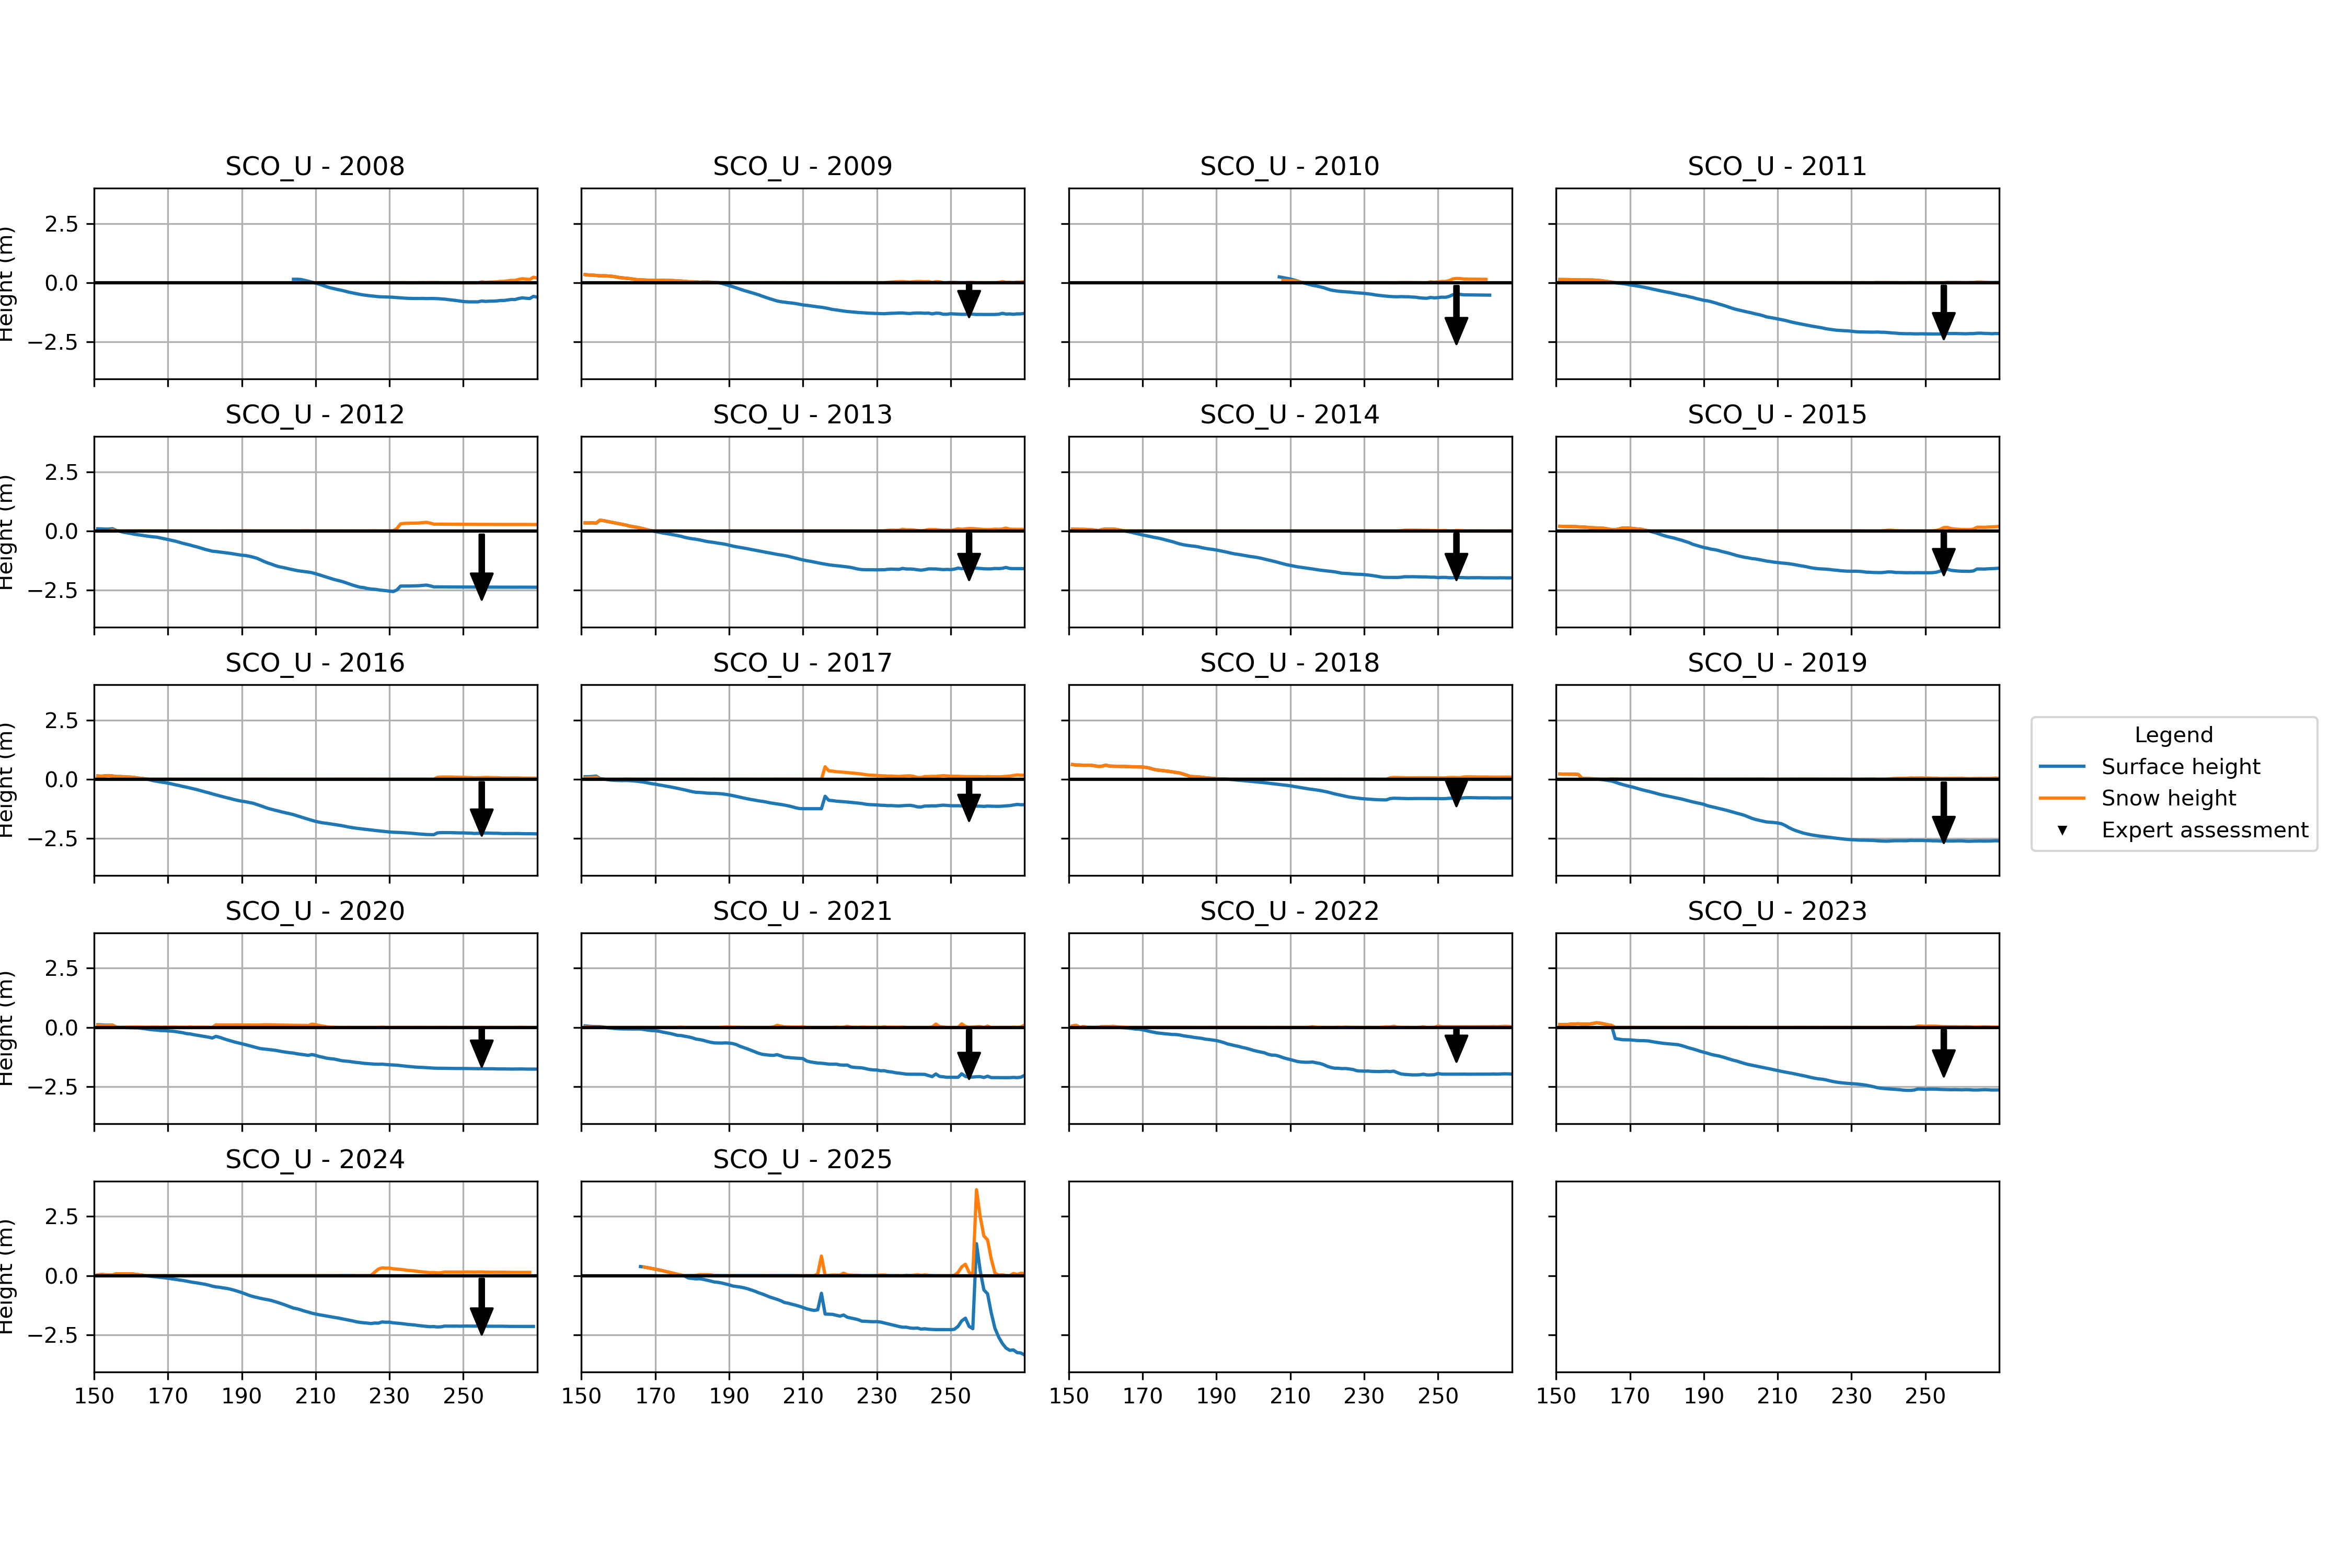 SCO_U - 2008 SCO_U - 2009 SCO_U - 2010 SCO_U - 2011
Height (m)
2.5
0.0
−2.5
SCO_U - 2012 SCO_U - 2013 SCO_U - 2014 SCO_U - 2015
Height (m)
2.5
0.0
−2.5
SCO_U - 2016 SCO_U - 2017 SCO_U - 2018 SCO_U - 2019
Height (m)
2.5
0.0
−2.5
Legend
Surface height
Snow height
Expert assessment
SCO_U - 2020 SCO_U - 2021 SCO_U - 2022 SCO_U - 2023
Height (m)
2.5
0.0
−2.5
SCO_U - 2024 SCO_U - 2025
Height (m)
2.5
0.0
−2.5
150 170 190 210 230 250 150 170 190 210 230 250 150 170 190 210 230 250 150 170 190 210 230 250